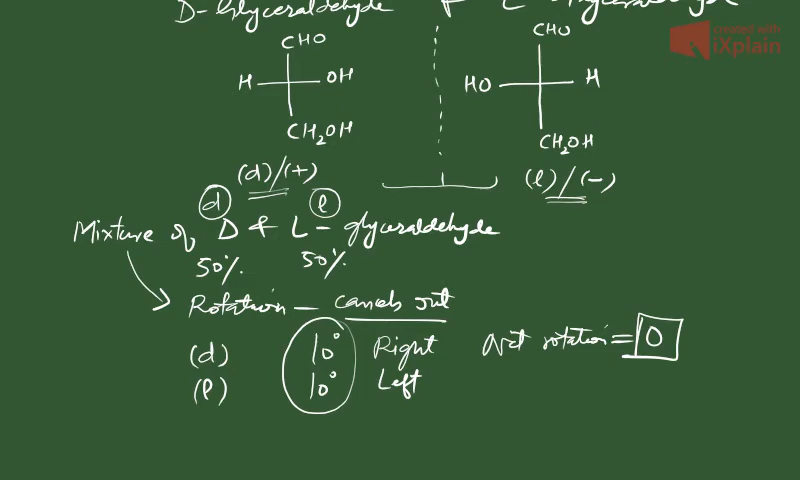 D-Glyceraldehyde & L-
created with
iXplain
CHO
H OH
CH2OH
(d)/(+)
CHO
HO H
CH2OH
(l)/(-)
d l
Mixture of D & L - glyceraldehyde
50% 50%
Rotation - cancels out
(d) 10° Right
(l) 10° Left
net rotation = 0